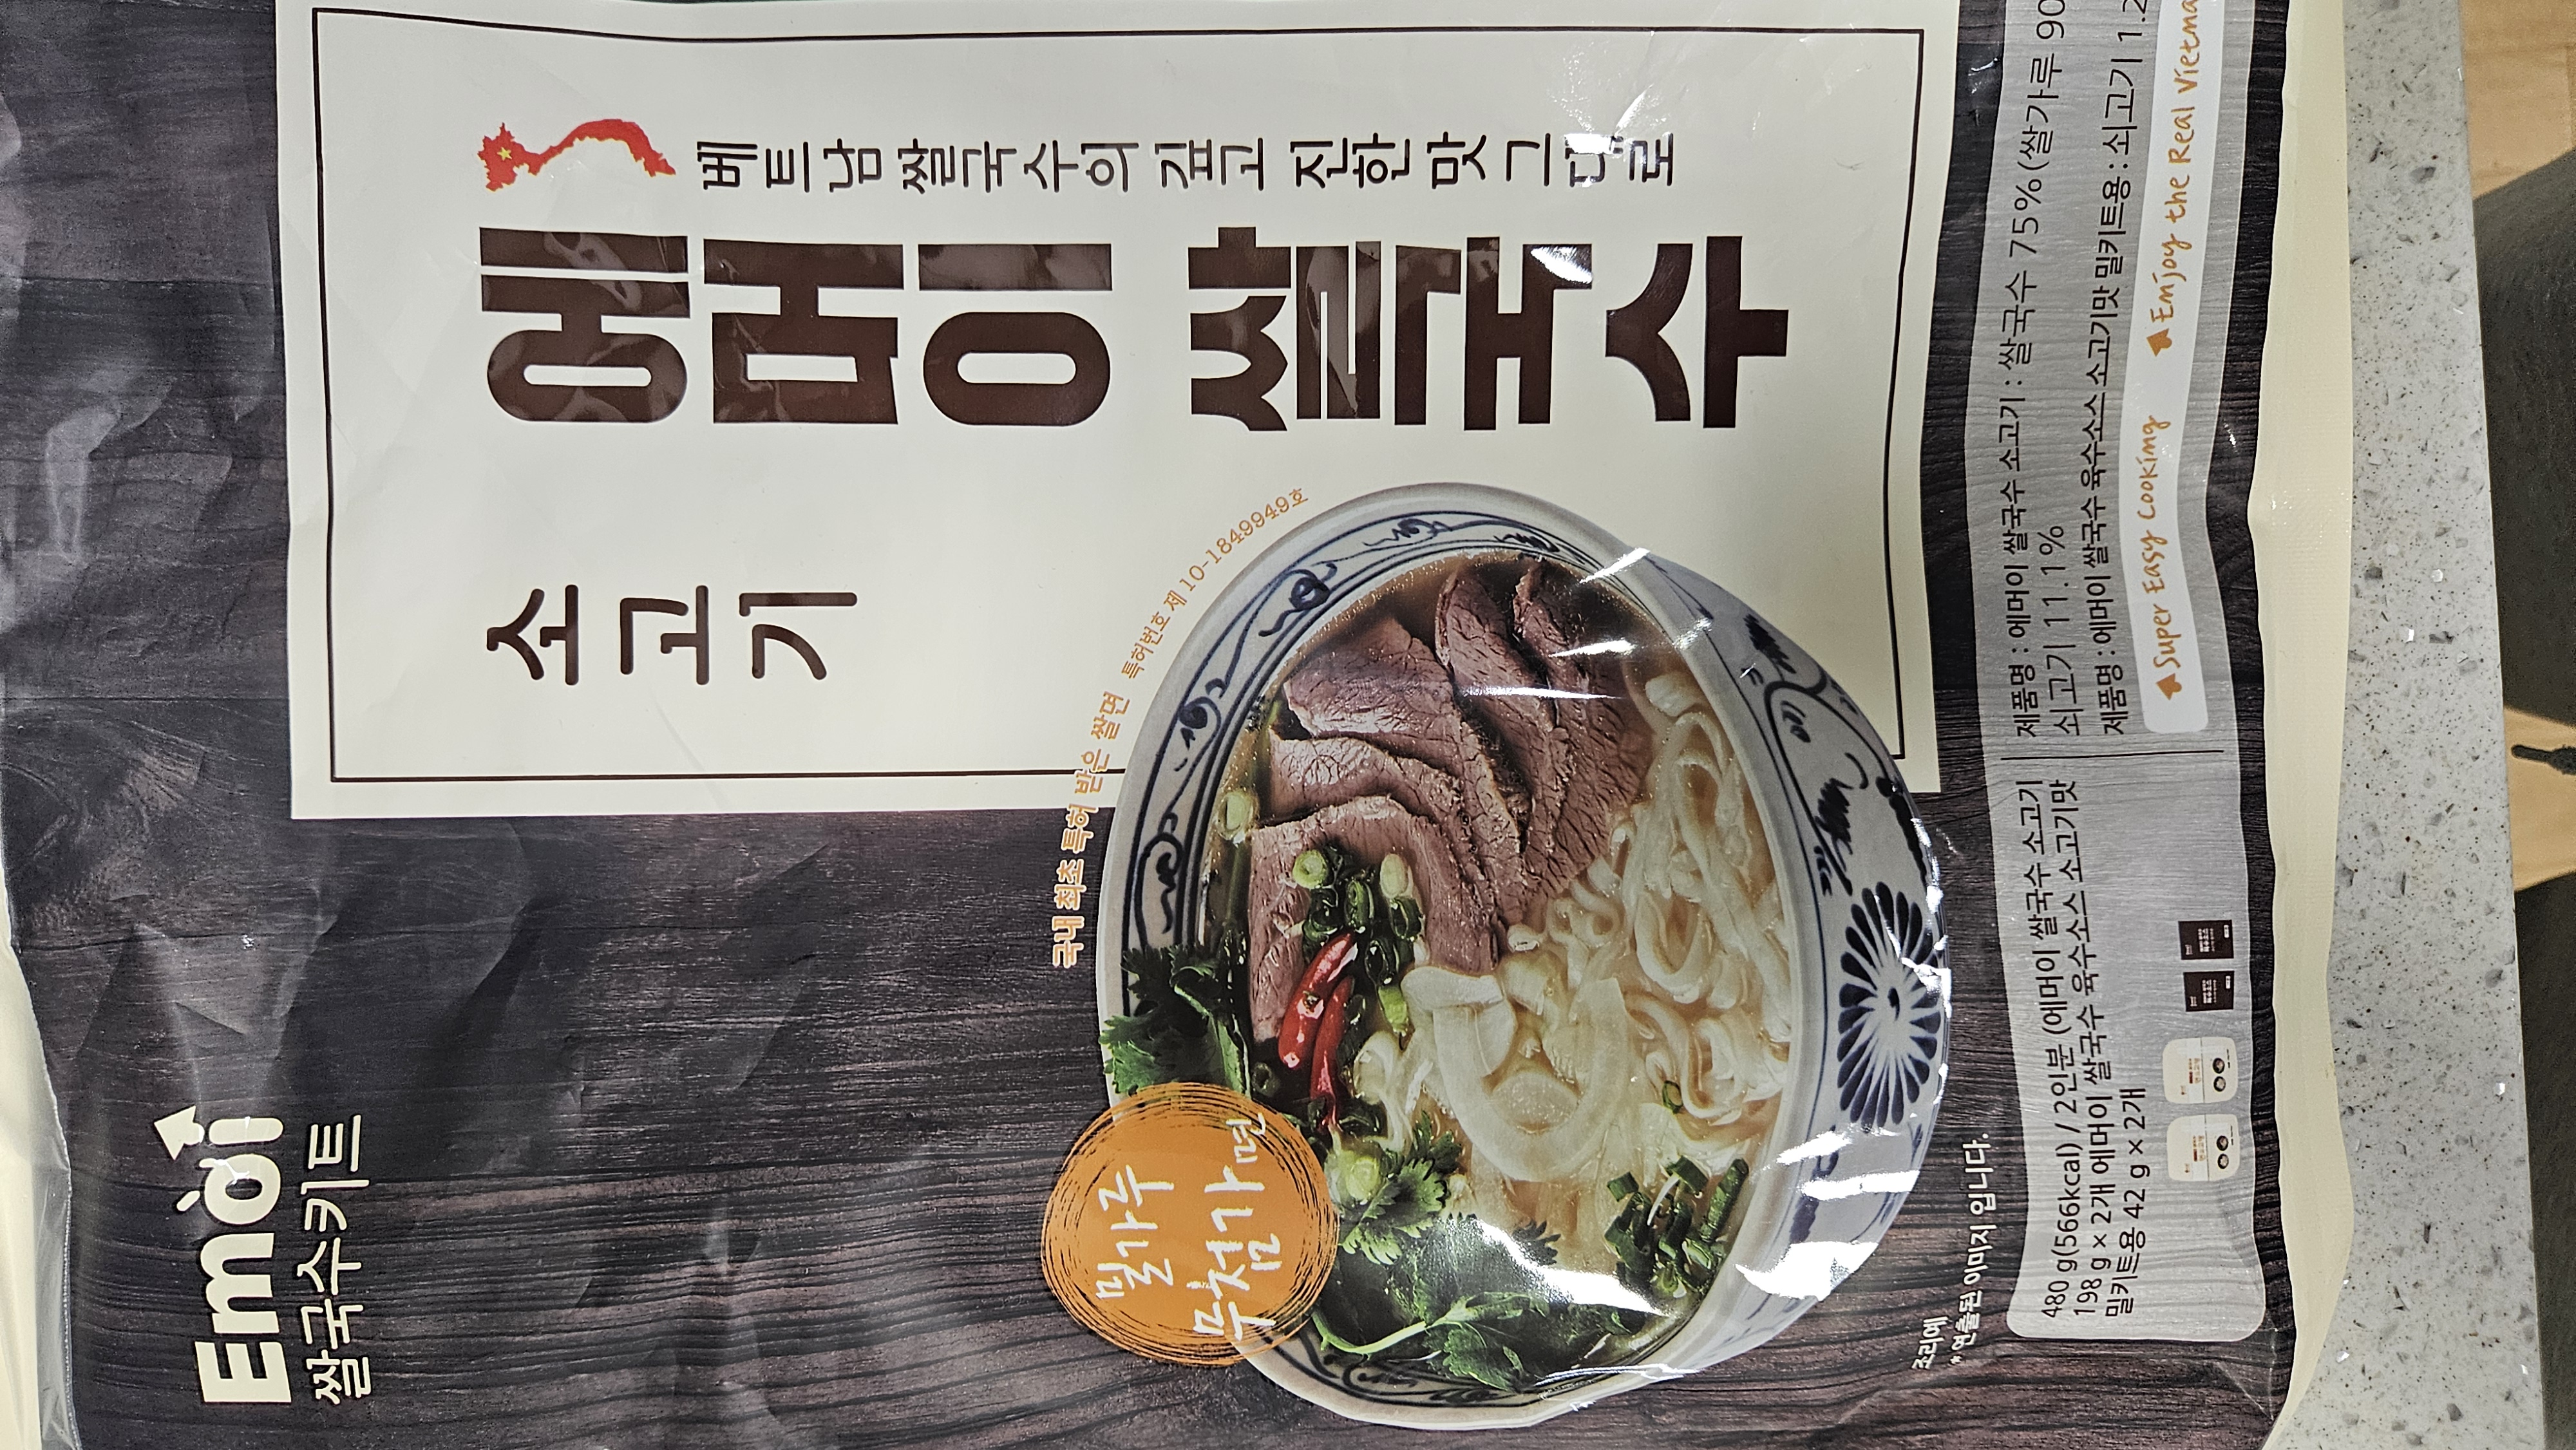 Emoi
쌀국수키트
베트남 쌀국수의 깊고 진한 맛 그대로
에머이 쌀국수
소고기
국내 최초 특허 받은 쌀면 특허번호 제 10-1849949호
밀가루
무첨가면
조리예
*연출된 이미지 입니다.
480 g(566kcal) / 2인분 (에머이 쌀국수 소고기
198 g × 2개 에머이 쌀국수 육수소스 소고기맛
밀키트용 42 g × 2개
제품명 : 에머이 쌀국수 소고기 : 쌀국수 75%(쌀가루 90
쇠고기 11.1%
제품명 : 에머이 쌀국수 육수소스 소고기맛 밀키트용 : 쇠고기 1.2
Super Easy Cooking
Enjoy the Real Vietna